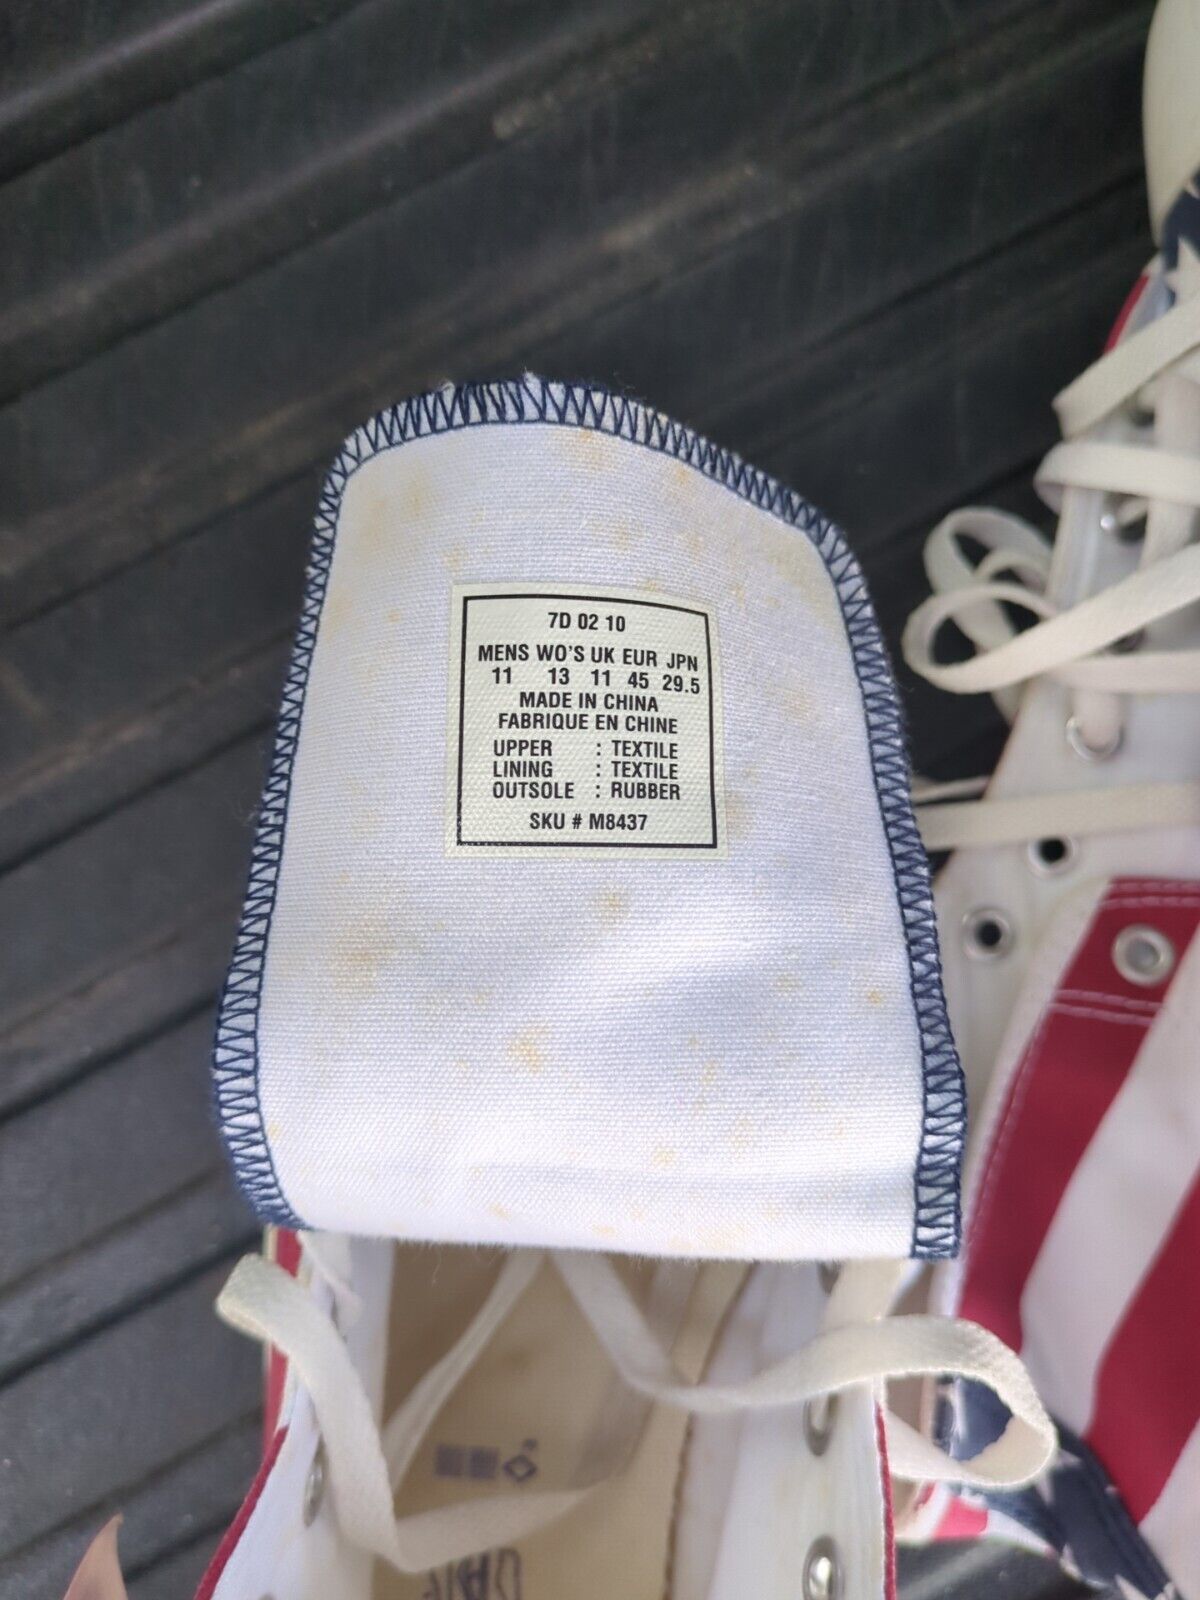 7D 02 10
MENS WO'S UK EUR JPN
11 13 11 45 29.5
MADE IN CHINA
FABRIQUE EN CHINE
UPPER : TEXTILE
LINING : TEXTILE
OUTSOLE : RUBBER
SKU # M8437